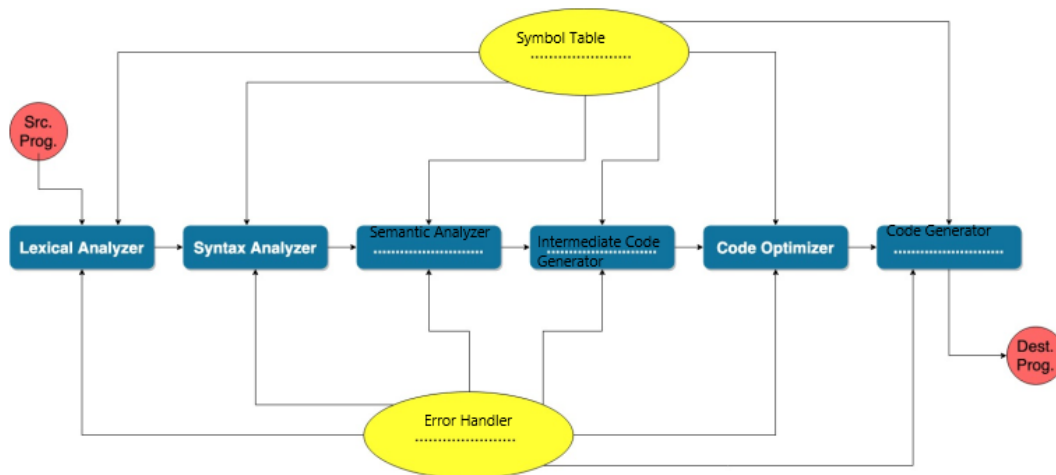 Symbol Table
Src.
Prog.
Lexical Analyzer
Syntax Analyzer
Semantic Analyzer
Intermediate Code
Generator
Code Optimizer
Code Generator
Dest.
Prog.
Error Handler